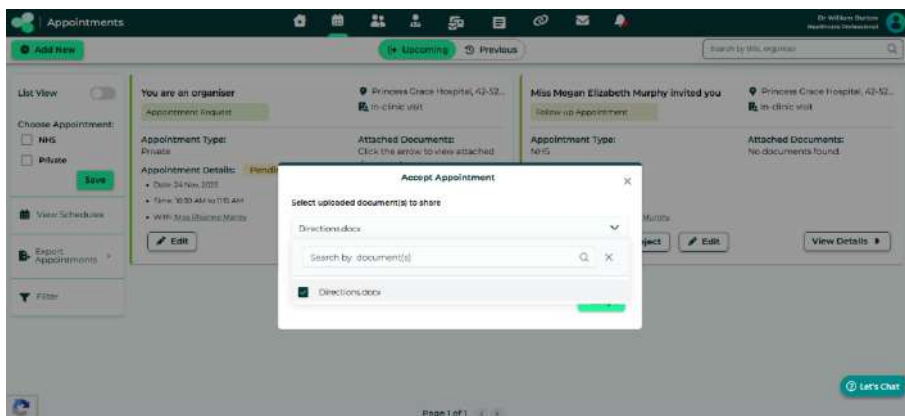 Appointments
Dr William Burton
Healthcare Professional
Add New
Upcoming
Previous
Search by title, organiser
List View
Choose Appointment:
NHS
Private
Save
View Schedules
Export Appointments
Filter
You are an organiser
Appointment Request
Princess Grace Hospital, 42-52...
In-clinic visit
Appointment Type:
Private
Attached Documents:
Click the arrow to view attached
Appointment Details:
Date: 24 Nov, 2023
Time: 10:30 AM to 11:15 AM
With:
Edit
Miss Megan Elizabeth Murphy invited you
Follow up Appointment
Princess Grace Hospital, 42-52...
In-clinic visit
Appointment Type:
NHS
Attached Documents:
No documents found.
Murphy
Edit
View Details
Accept Appointment
Select uploaded document(s) to share
Directions.docx
Search by document(s)
Directions.docx
Let's Chat
Page 1 of 1